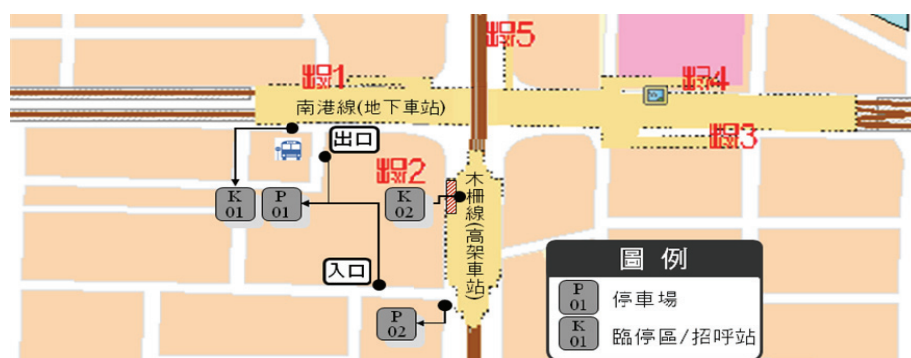 出口5
出口1
出口4
南港線(地下車站)
出口3
出口
出口2
K
01
P
01
K
02
木柵線(高架車站)
入口
P
02
圖例
P
01
停車場
K
01
臨停區/招呼站